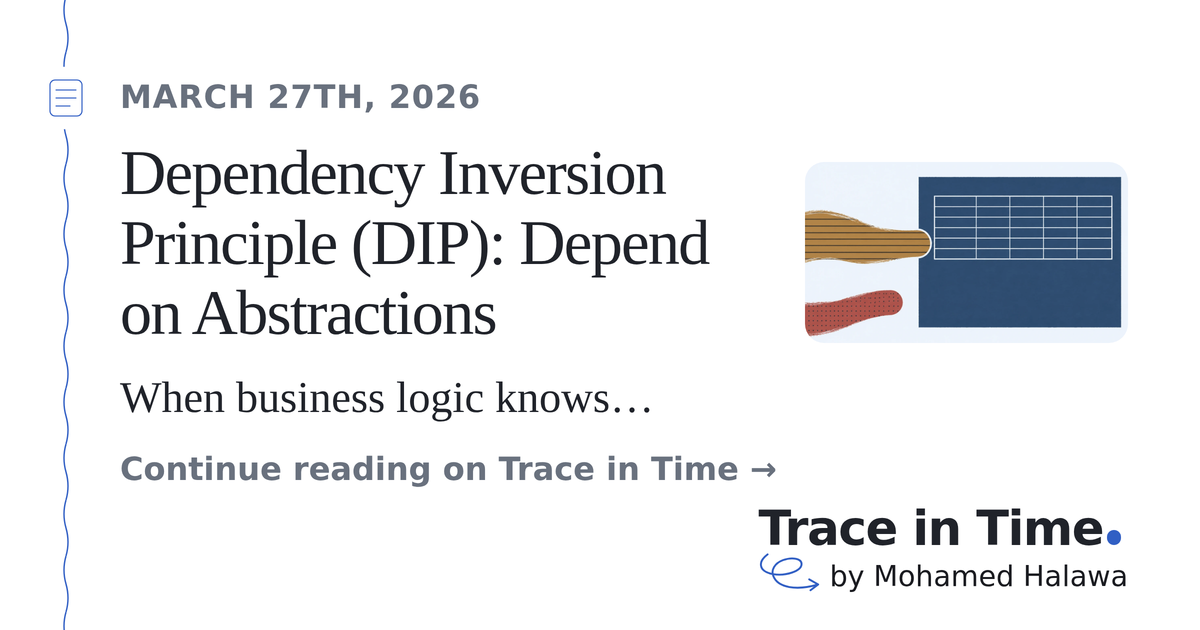 MARCH 27TH, 2026
Dependency Inversion
Principle (DIP): Depend
on Abstractions
When business logic knows…
Continue reading on Trace in Time →
Trace in Time.
by Mohamed Halawa